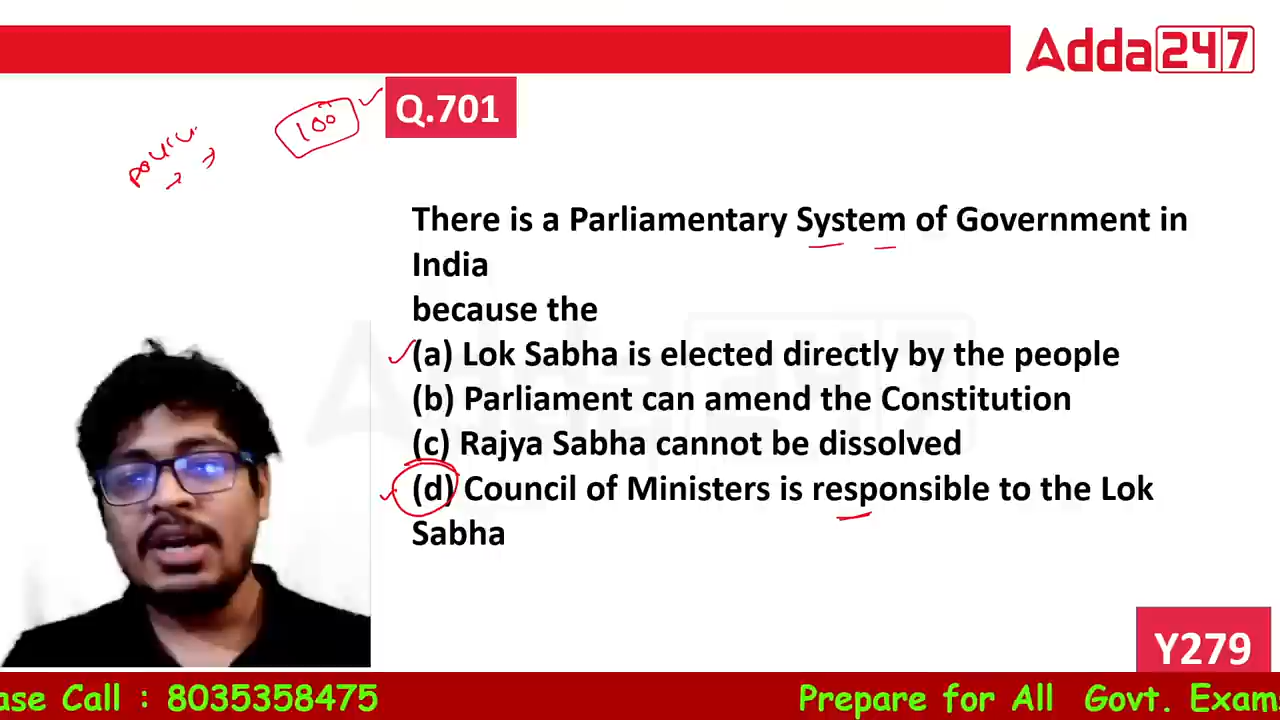 Adda247
Q.701
100
There is a Parliamentary System of Government in
India
because the
(a) Lok Sabha is elected directly by the people
(b) Parliament can amend the Constitution
(c) Rajya Sabha cannot be dissolved
(d) Council of Ministers is responsible to the Lok
Sabha
Y279
ase Call : 8035358475 Prepare for All Govt. Exams